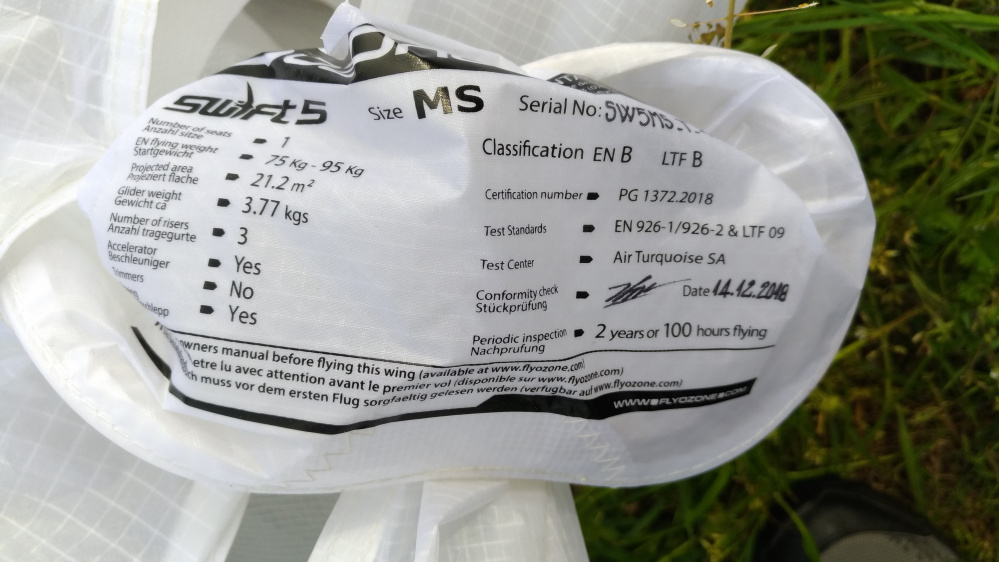 swift5
Size MS
Serial No:
Number of seats
Anzahl sitze
1
EN flying weight
Startgewicht
75 Kg - 95 Kg
Projected area
Projeziert flache
21.2 m²
Glider weight
Gewicht ca
3.77 kgs
Number of risers
Anzahl tragegurte
3
Accelerator
Beschleuniger
Yes
No
Yes
Classification EN B LTF B
Certification number PG 1372.2018
Test Standards EN 926-1/926-2 & LTF 09
Test Center Air Turquoise SA
Conformity check
Stückprüfung
Date 14.12.2018
Periodic inspection
Nachprufung
2 years or 100 hours flying
owners manual before flying this wing (available at www.flyozone.com)
etre lu avec attention avant le premier vol (disponible sur www.flyozone.com)
muss vor dem ersten Flug sorgfaeltig gelesen werden (verfugbar auf www.flyozone.com)
WWW.FLYOZONE.COM